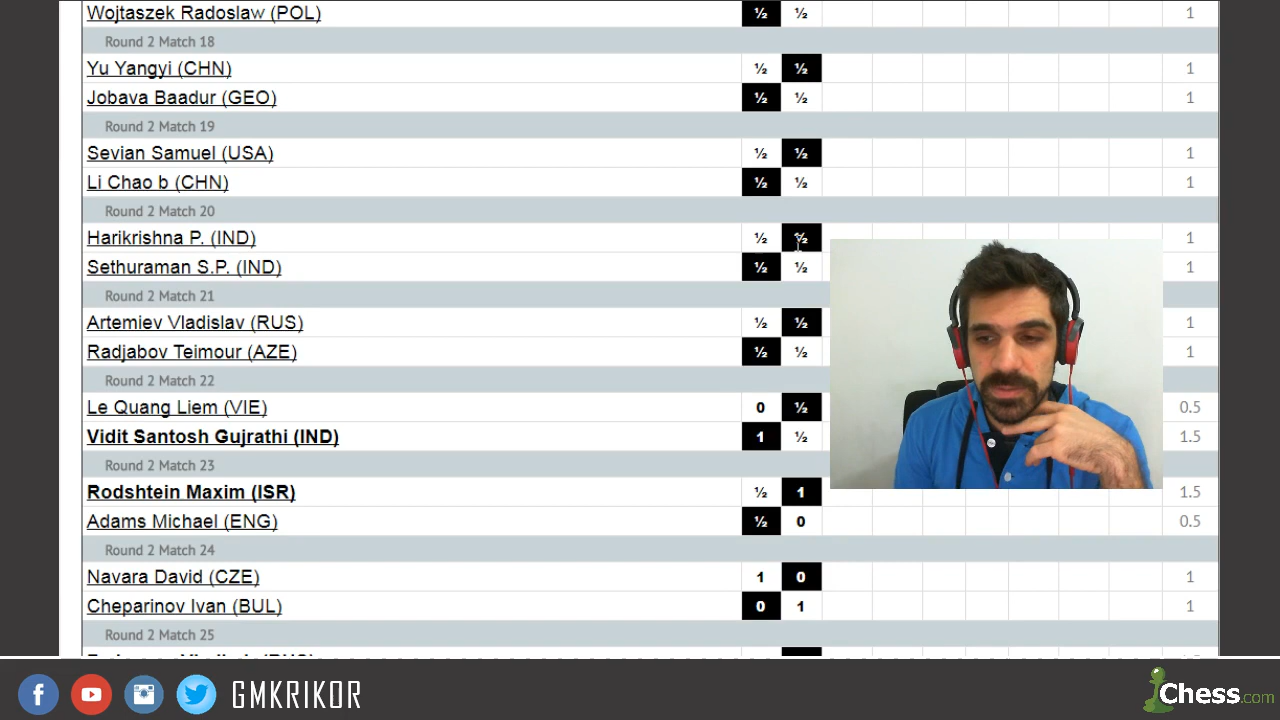 Wojtaszek Radoslaw (POL) ½ ½ 1
Round 2 Match 18
Yu Yangyi (CHN) ½ ½ 1
Jobava Baadur (GEO) ½ ½ 1
Round 2 Match 19
Sevian Samuel (USA) ½ ½ 1
Li Chao b (CHN) ½ ½ 1
Round 2 Match 20
Harikrishna P. (IND) ½ ½ 1
Sethuraman S.P. (IND) ½ ½ 1
Round 2 Match 21
Artemiev Vladislav (RUS) ½ ½ 1
Radjabov Teimour (AZE) ½ ½ 1
Round 2 Match 22
Le Quang Liem (VIE) 0 ½ 0.5
Vidit Santosh Gujrathi (IND) 1 ½ 1.5
Round 2 Match 23
Rodshtein Maxim (ISR) ½ 1 1.5
Adams Michael (ENG) ½ 0 0.5
Round 2 Match 24
Navara David (CZE) 1 0 1
Cheparinov Ivan (BUL) 0 1 1
Round 2 Match 25
GMKRIKOR
Chess.com